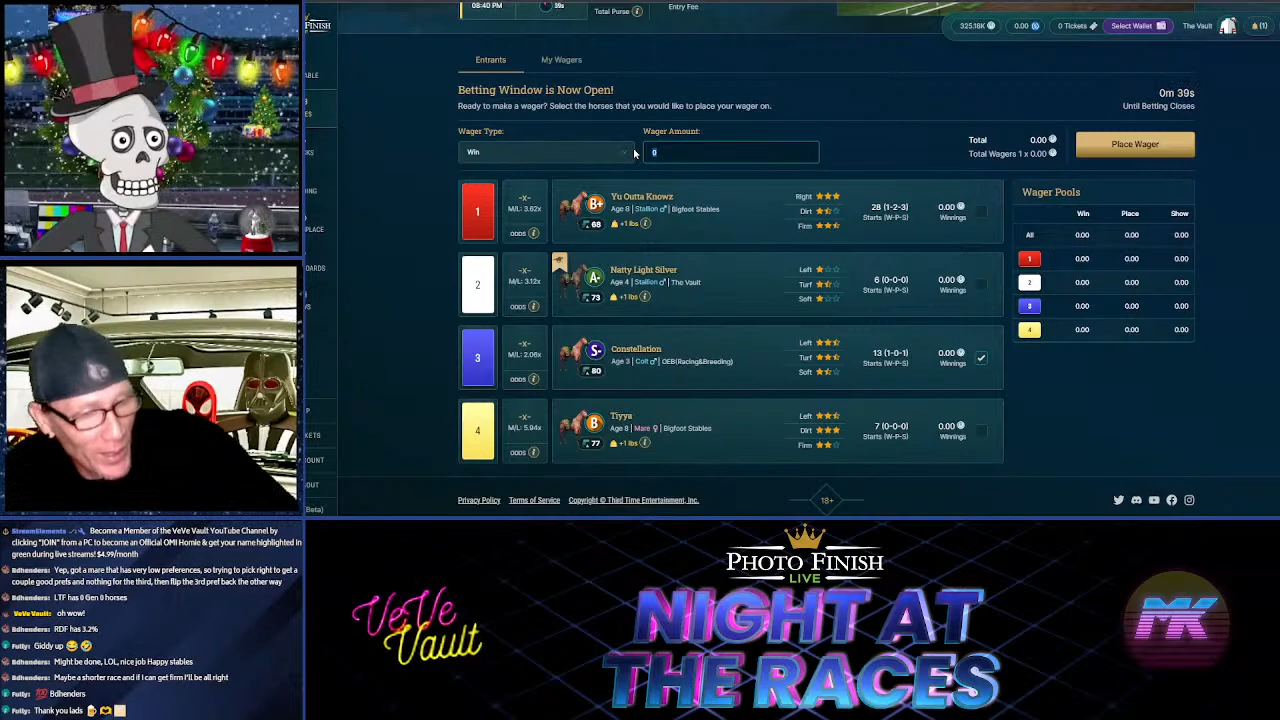 08:40 PM
39s
Total Purse
Entry Fee
FINISH
325.18K
0.00
0 Tickets
Select Wallet
The Vault
(1)
Entrants
My Wagers
Betting Window is Now Open!
Ready to make a wager? Select the horses that you would like to place your wager on.
0m 39s
Until Betting Closes
Wager Type:
Wager Amount:
Win
0
Total 0.00
Total Wagers 1 x 0.00
Place Wager
1
-x-
M/L: 3.62x
ODDS
B+
68
Yu Outta Knowz
Age 8 | Stallion | Bigfoot Stables
+1 lbs
Right
Dirt
Firm
28 (1-2-3)
Starts (W-P-S)
0.00
Winnings
2
-x-
M/L: 3.12x
ODDS
A-
73
Natty Light Silver
Age 4 | Stallion | The Vault
+1 lbs
Left
Turf
Soft
6 (0-0-0)
Starts (W-P-S)
0.00
Winnings
3
-x-
M/L: 2.06x
ODDS
S-
80
Constellation
Age 3 | Colt | OEB(Racing&Breeding)
Left
Turf
Soft
13 (1-0-1)
Starts (W-P-S)
0.00
Winnings
4
-x-
M/L: 5.94x
ODDS
B
77
Tiyya
Age 8 | Mare | Bigfoot Stables
+1 lbs
Left
Dirt
Firm
7 (0-0-0)
Starts (W-P-S)
0.00
Winnings
Wager Pools
Win Place Show
All 0.00 0.00 0.00
1 0.00 0.00 0.00
2 0.00 0.00 0.00
3 0.00 0.00 0.00
4 0.00 0.00 0.00
Privacy Policy
Terms of Service
Copyright © Third Time Entertainment, Inc.
18+
StreamElements Become a Member of the VeVe Vault YouTube Channel by
clicking "JOIN" from a PC to become an Official OMI Homie & get your name highlighted in
green during live streams! $4.99/month
Bdhenders: Yep, got a mare that has very low preferences, so trying to pick right to get a
couple good prefs and nothing for the third, then flip the 3rd pref back the other way
Bdhenders: LTF has 0 Gen 0 horses
VeVe Vault: oh wow!
Bdhenders: RDF has 3.2%
Fully: Giddy up
Bdhenders: Might be done, LOL, nice job Happy stables
Bdhenders: Maybe a shorter race and if I can get firm I'll be all right
Fully: 100 Bdhenders
Fully: Thank you lads
VeVe
Vault
PHOTO FINISH
LIVE
NIGHT AT
THE RACES
MK